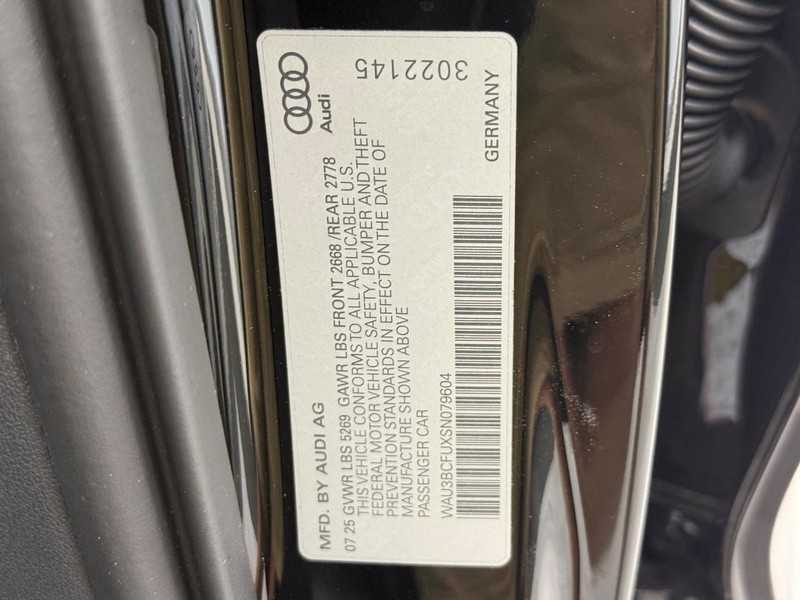 MFD. BY AUDI AG
Audi
07 25 GVWR LBS 5269 GAWR LBS FRONT 2668 /REAR 2778
THIS VEHICLE CONFORMS TO ALL APPLICABLE U.S.
FEDERAL MOTOR VEHICLE SAFETY, BUMPER AND THEFT
PREVENTION STANDARDS IN EFFECT ON THE DATE OF
MANUFACTURE SHOWN ABOVE
PASSENGER CAR
WAU3BCFUXSN079604
GERMANY
3022145